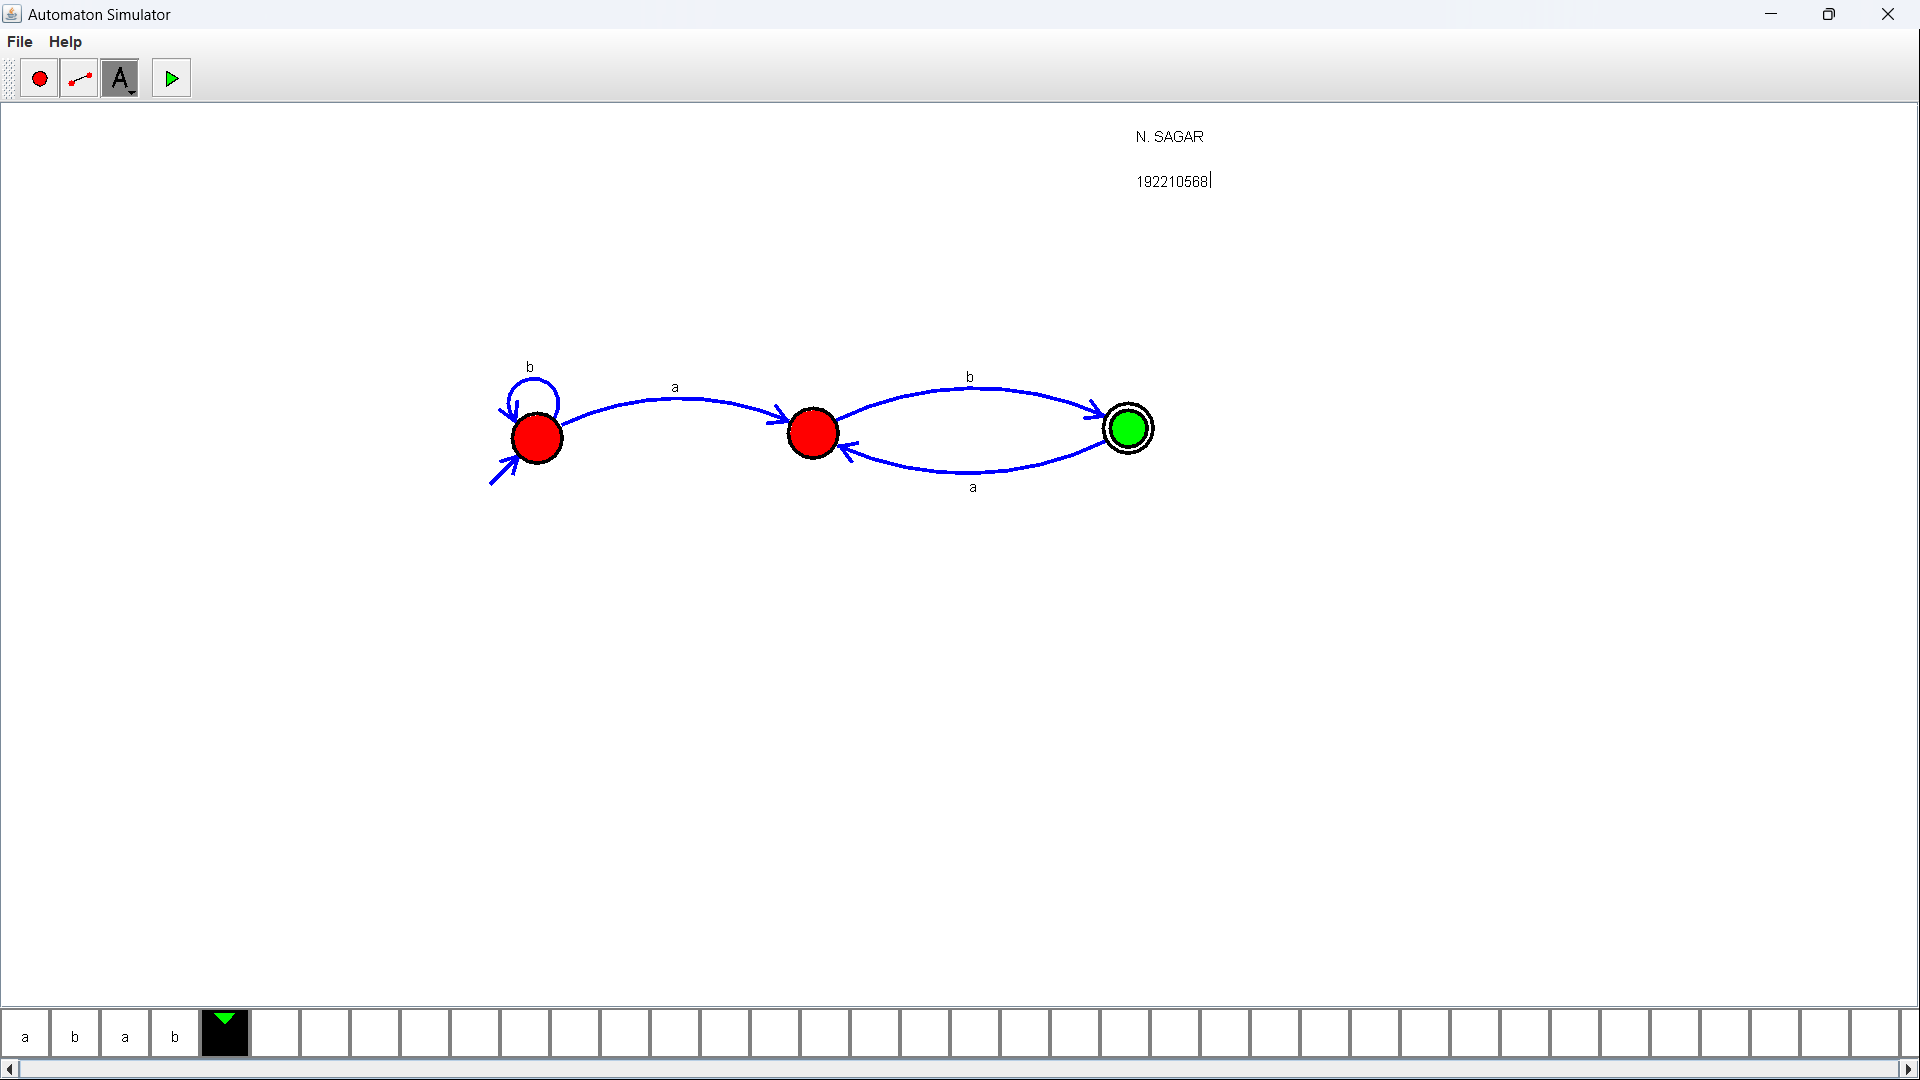 Automaton Simulator
File Help
A
N. SAGAR
192210568
b
a
b
a
a b a b